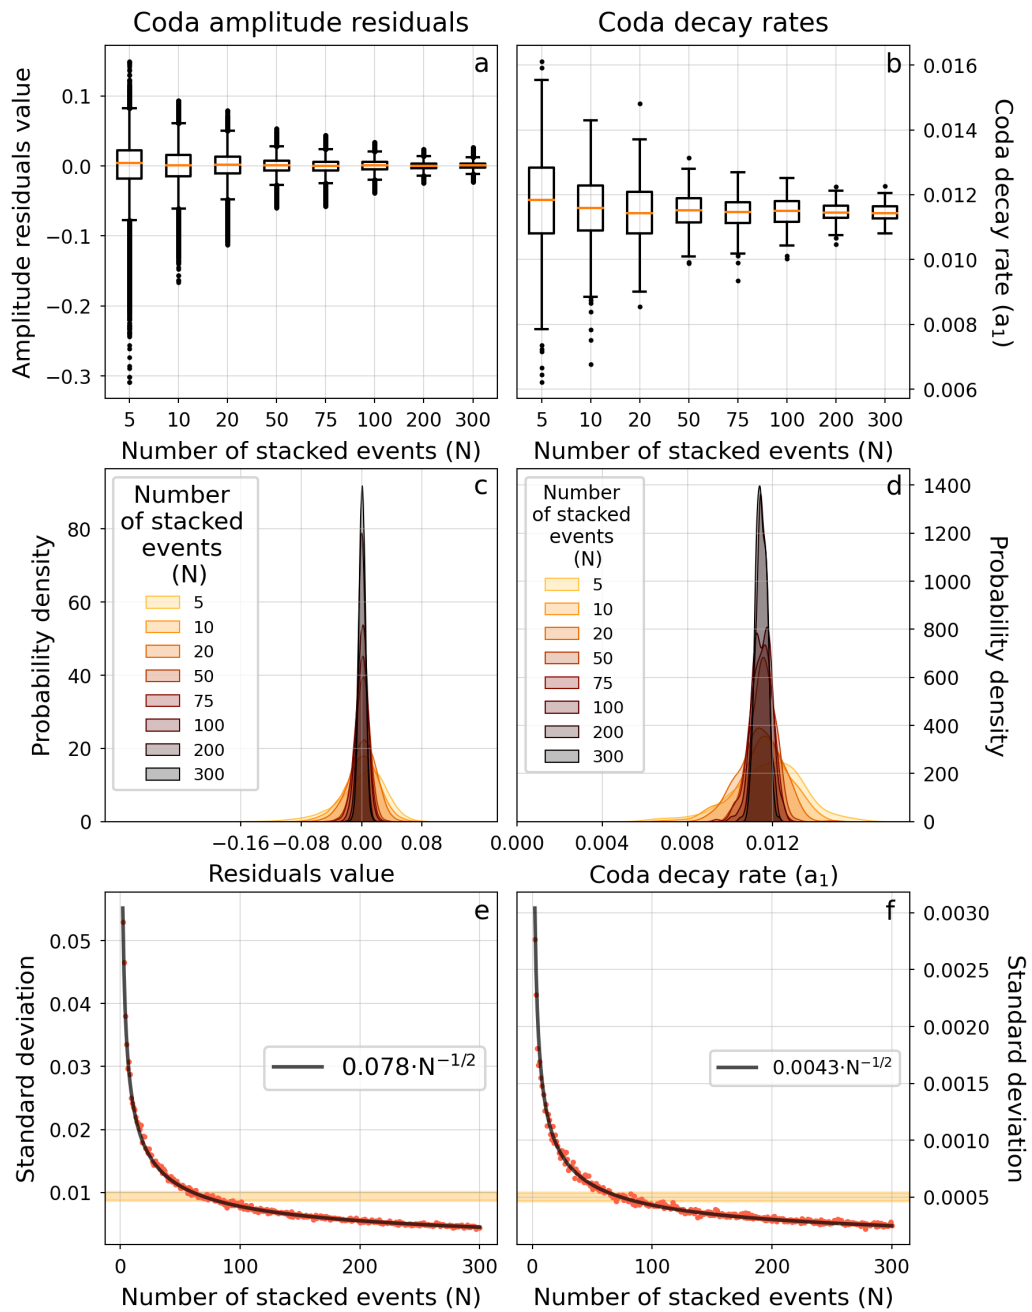 Coda amplitude residuals
Coda decay rates
a
b
0.1
0.0
−0.1
−0.2
−0.3
Amplitude residuals value
0.016
0.014
0.012
0.010
0.008
0.006
Coda decay rate (a₁)
5 10 20 50 75 100 200 300
5 10 20 50 75 100 200 300
Number of stacked events (N)
Number of stacked events (N)
c
d
80
60
40
20
0
Probability density
Number
of stacked
events
(N)
5
10
20
50
75
100
200
300
Number
of stacked
events
(N)
5
10
20
50
75
100
200
300
1400
1200
1000
800
600
400
200
0
Probability density
−0.16 −0.08 0.00 0.08
0.000 0.004 0.008 0.012
Residuals value
Coda decay rate (a₁)
e
f
0.05
0.04
0.03
0.02
0.01
Standard deviation
0.078·N⁻¹/²
0.0043·N⁻¹/²
0.0030
0.0025
0.0020
0.0015
0.0010
0.0005
Standard deviation
0 100 200 300
0 100 200 300
Number of stacked events (N)
Number of stacked events (N)